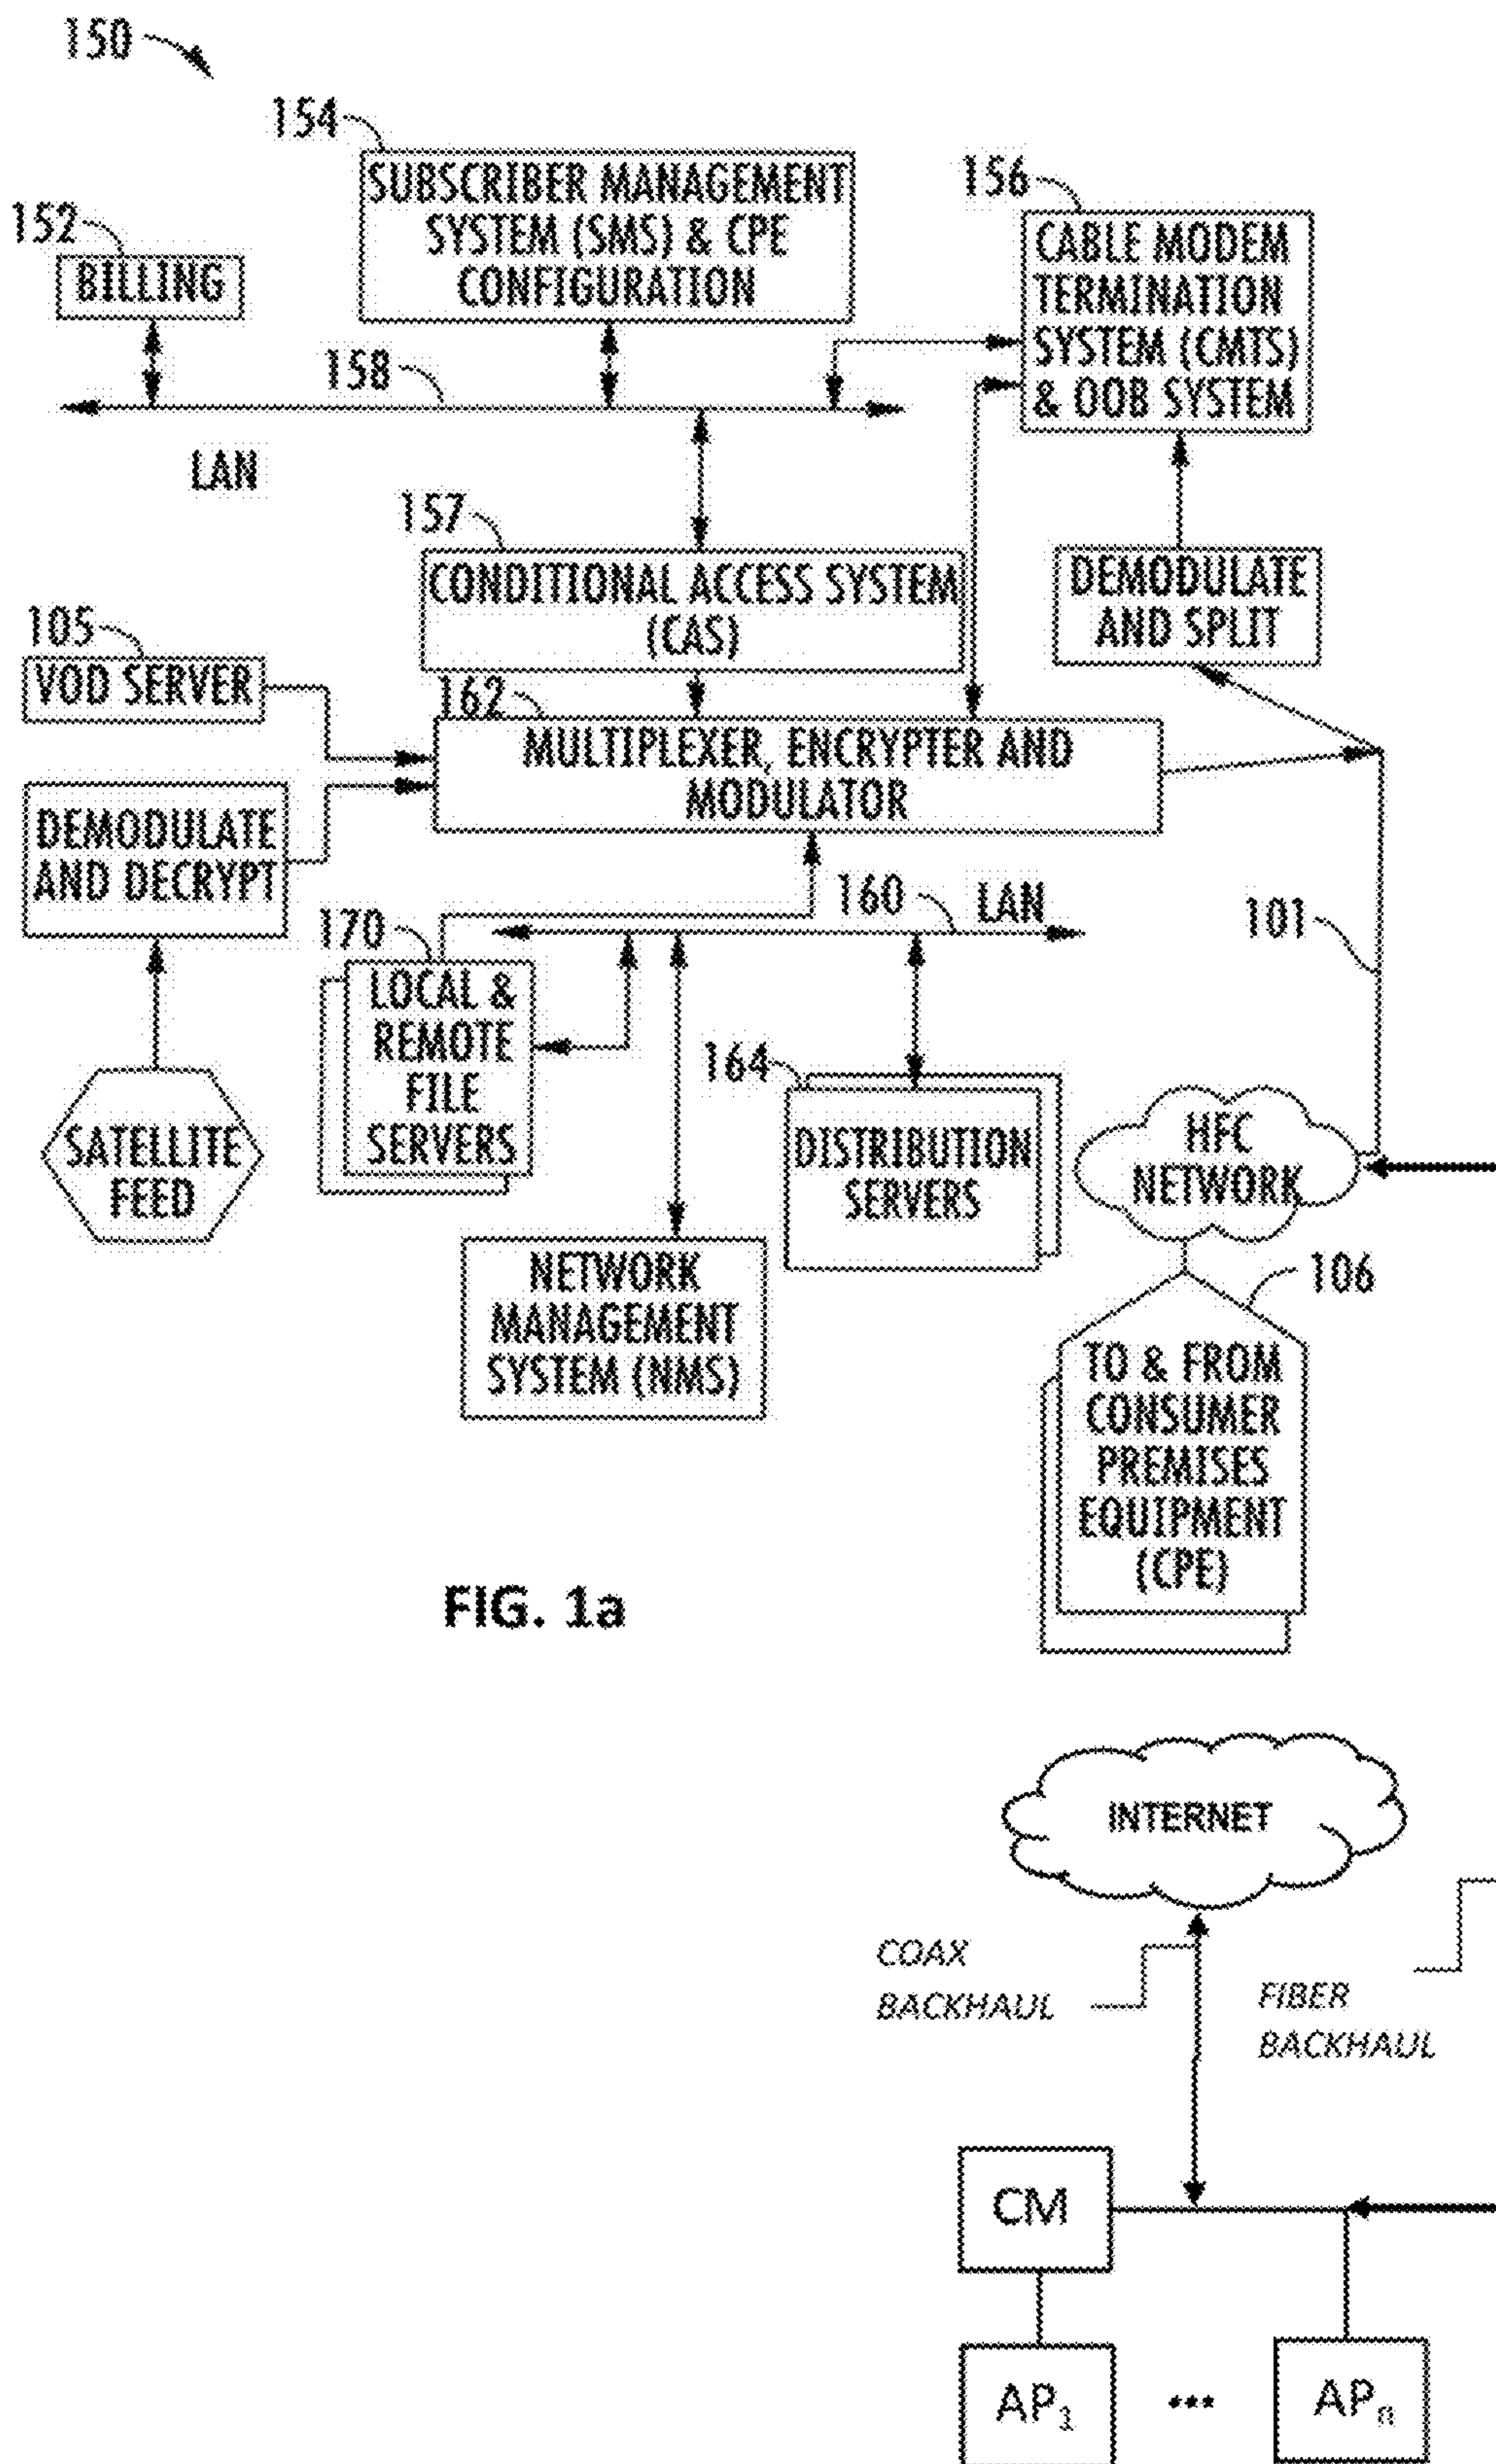 150
154
SUBSCRIBER MANAGEMENT
SYSTEM (SMS) & CPE
CONFIGURATION
156
CABLE MODEM
TERMINATION
SYSTEM (CMTS)
& OOB SYSTEM
152
BILLING
158
LAN
157
CONDITIONAL ACCESS SYSTEM
(CAS)
DEMODULATE
AND SPLIT
105
VOD SERVER
162
MULTIPLEXER, ENCRYPTER AND
MODULATOR
DEMODULATE
AND DECRYPT
170
160
LAN
101
LOCAL &
REMOTE
FILE
SERVERS
164
DISTRIBUTION
SERVERS
HFC
NETWORK
SATELLITE
FEED
NETWORK
MANAGEMENT
SYSTEM (NMS)
106
TO & FROM
CONSUMER
PREMISES
EQUIPMENT
(CPE)
FIG. 1a
INTERNET
COAX
BACKHAUL
FIBER
BACKHAUL
CM
AP1
...
APn